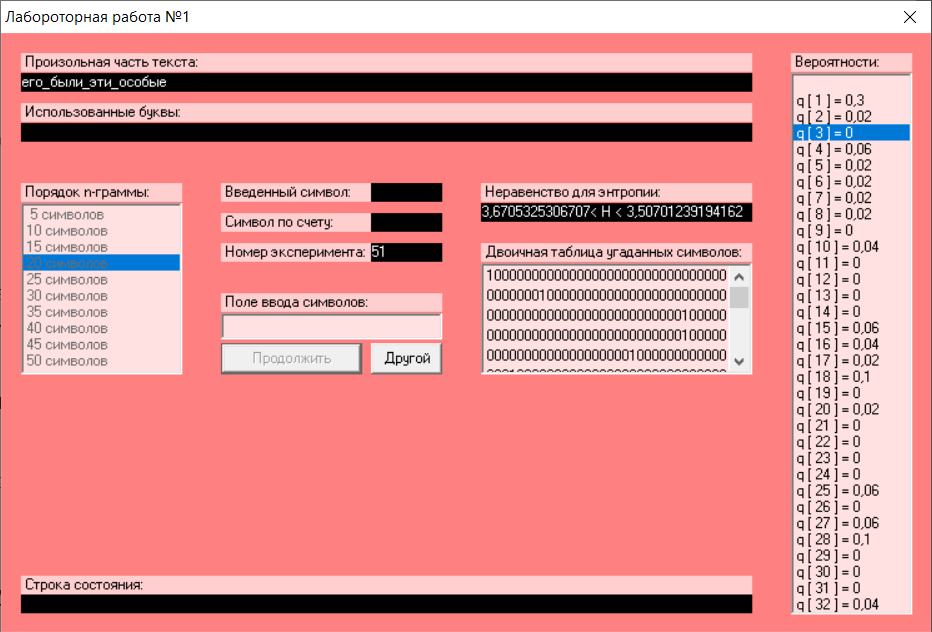 Лабороторная работа №1
Произольная часть текста:
его_были_эти_особые
Использованные буквы:
Порядок n-граммы:
5 символов
10 символов
15 символов
20 символов
25 символов
30 символов
35 символов
40 символов
45 символов
50 символов
Введенный символ:
Символ по счету:
Номер эксперимента: 51
Поле ввода символов:
Продолжить
Другой
Неравенство для энтропии:
3,6705325306707< H < 3,50701239194162
Двоичная таблица угаданных символов:
10000000000000000000000000000000
00000001000000000000000000000000
00000000000000000000000000100000
00000000000000000000000000100000
00000000000000000001000000000000
Вероятности:
q [ 1 ] = 0,3
q [ 2 ] = 0,02
q [ 3 ] = 0
q [ 4 ] = 0,06
q [ 5 ] = 0,02
q [ 6 ] = 0,02
q [ 7 ] = 0,02
q [ 8 ] = 0,02
q [ 9 ] = 0
q [ 10 ] = 0,04
q [ 11 ] = 0
q [ 12 ] = 0
q [ 13 ] = 0
q [ 14 ] = 0
q [ 15 ] = 0,06
q [ 16 ] = 0,04
q [ 17 ] = 0,02
q [ 18 ] = 0,1
q [ 19 ] = 0
q [ 20 ] = 0,02
q [ 21 ] = 0
q [ 22 ] = 0
q [ 23 ] = 0
q [ 24 ] = 0
q [ 25 ] = 0,06
q [ 26 ] = 0
q [ 27 ] = 0,06
q [ 28 ] = 0,1
q [ 29 ] = 0
q [ 30 ] = 0
q [ 31 ] = 0
q [ 32 ] = 0,04
Строка состояния: